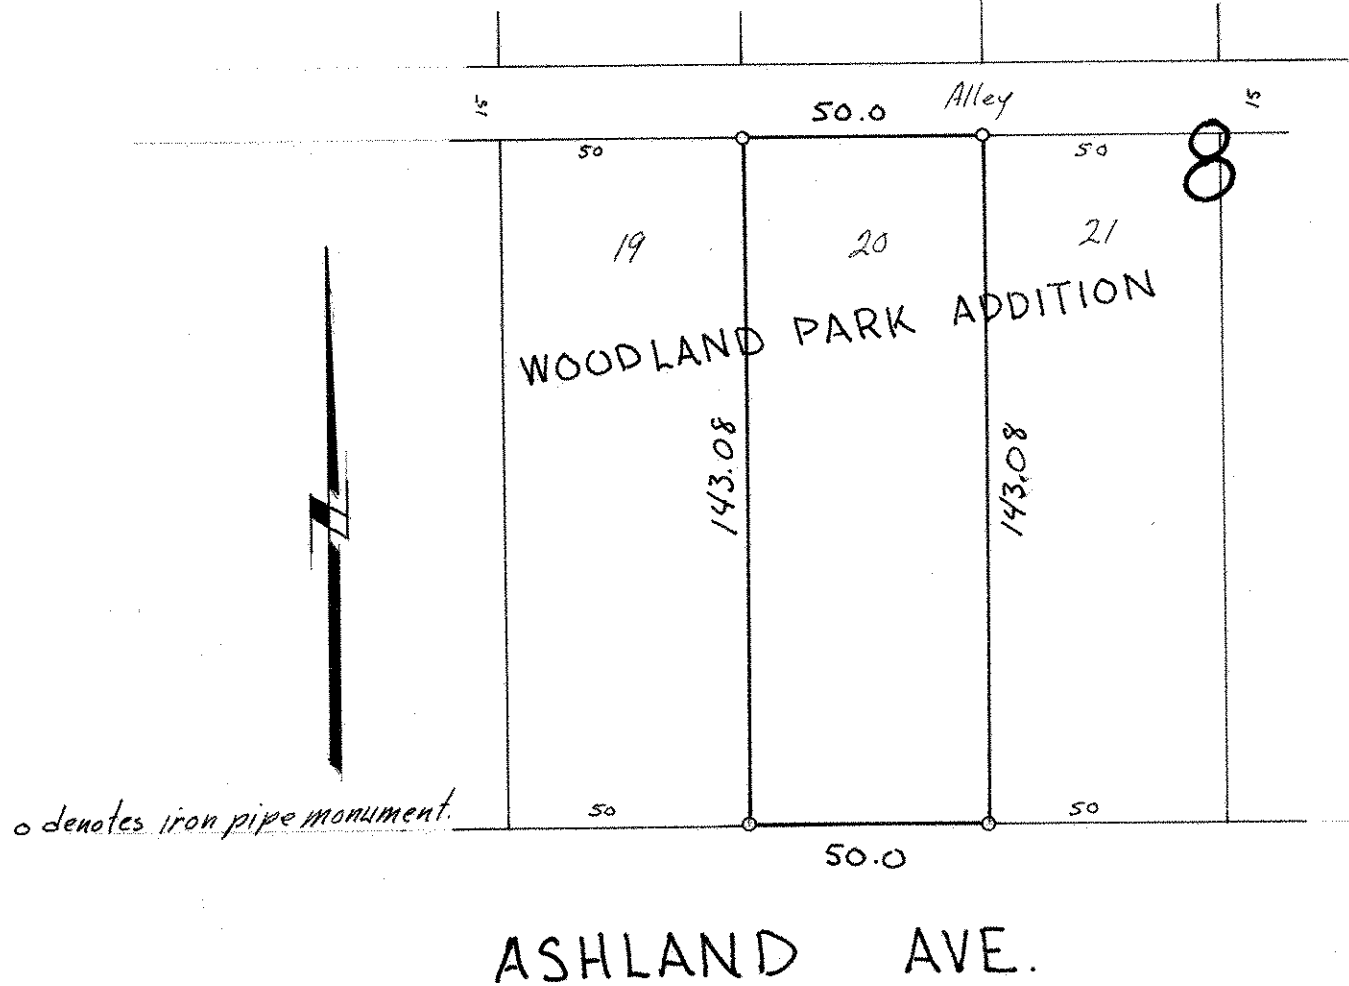 15 50.0 Alley 15
50 50 8
19 20 21
WOODLAND PARK ADDITION
143.08 143.08
N
o denotes iron pipe monument.
50 50
50.0
ASHLAND AVE.